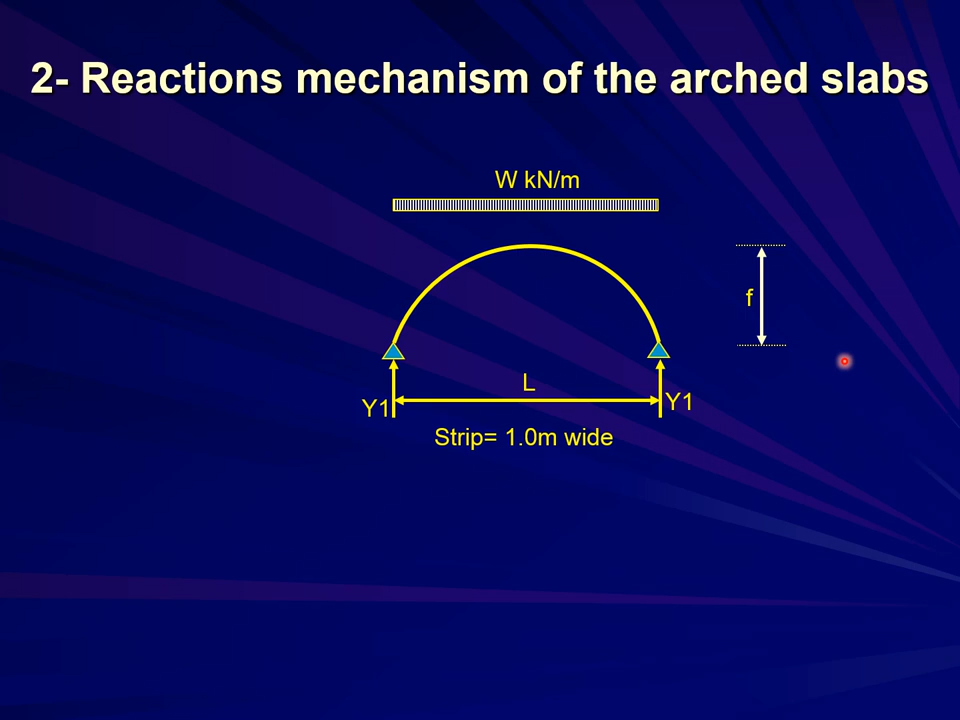 2- Reactions mechanism of the arched slabs
W kN/m
f
L
Y1
Y1
Strip= 1.0m wide